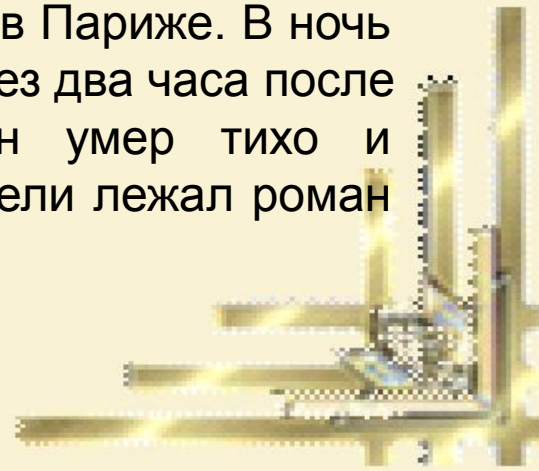 в Париже. В ночь
ез два часа после
н умер тихо и
ели лежал роман